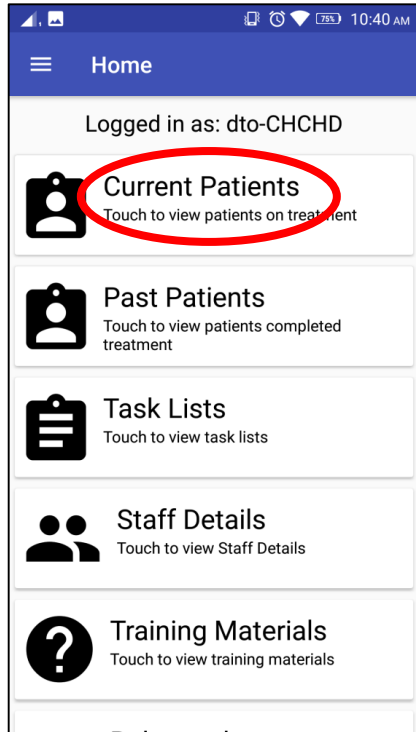 75% 10:40 AM
Home
Logged in as: dto-CHCHD
Current Patients
Touch to view patients on treatment
Past Patients
Touch to view patients completed
treatment
Task Lists
Touch to view task lists
Staff Details
Touch to view Staff Details
Training Materials
Touch to view training materials